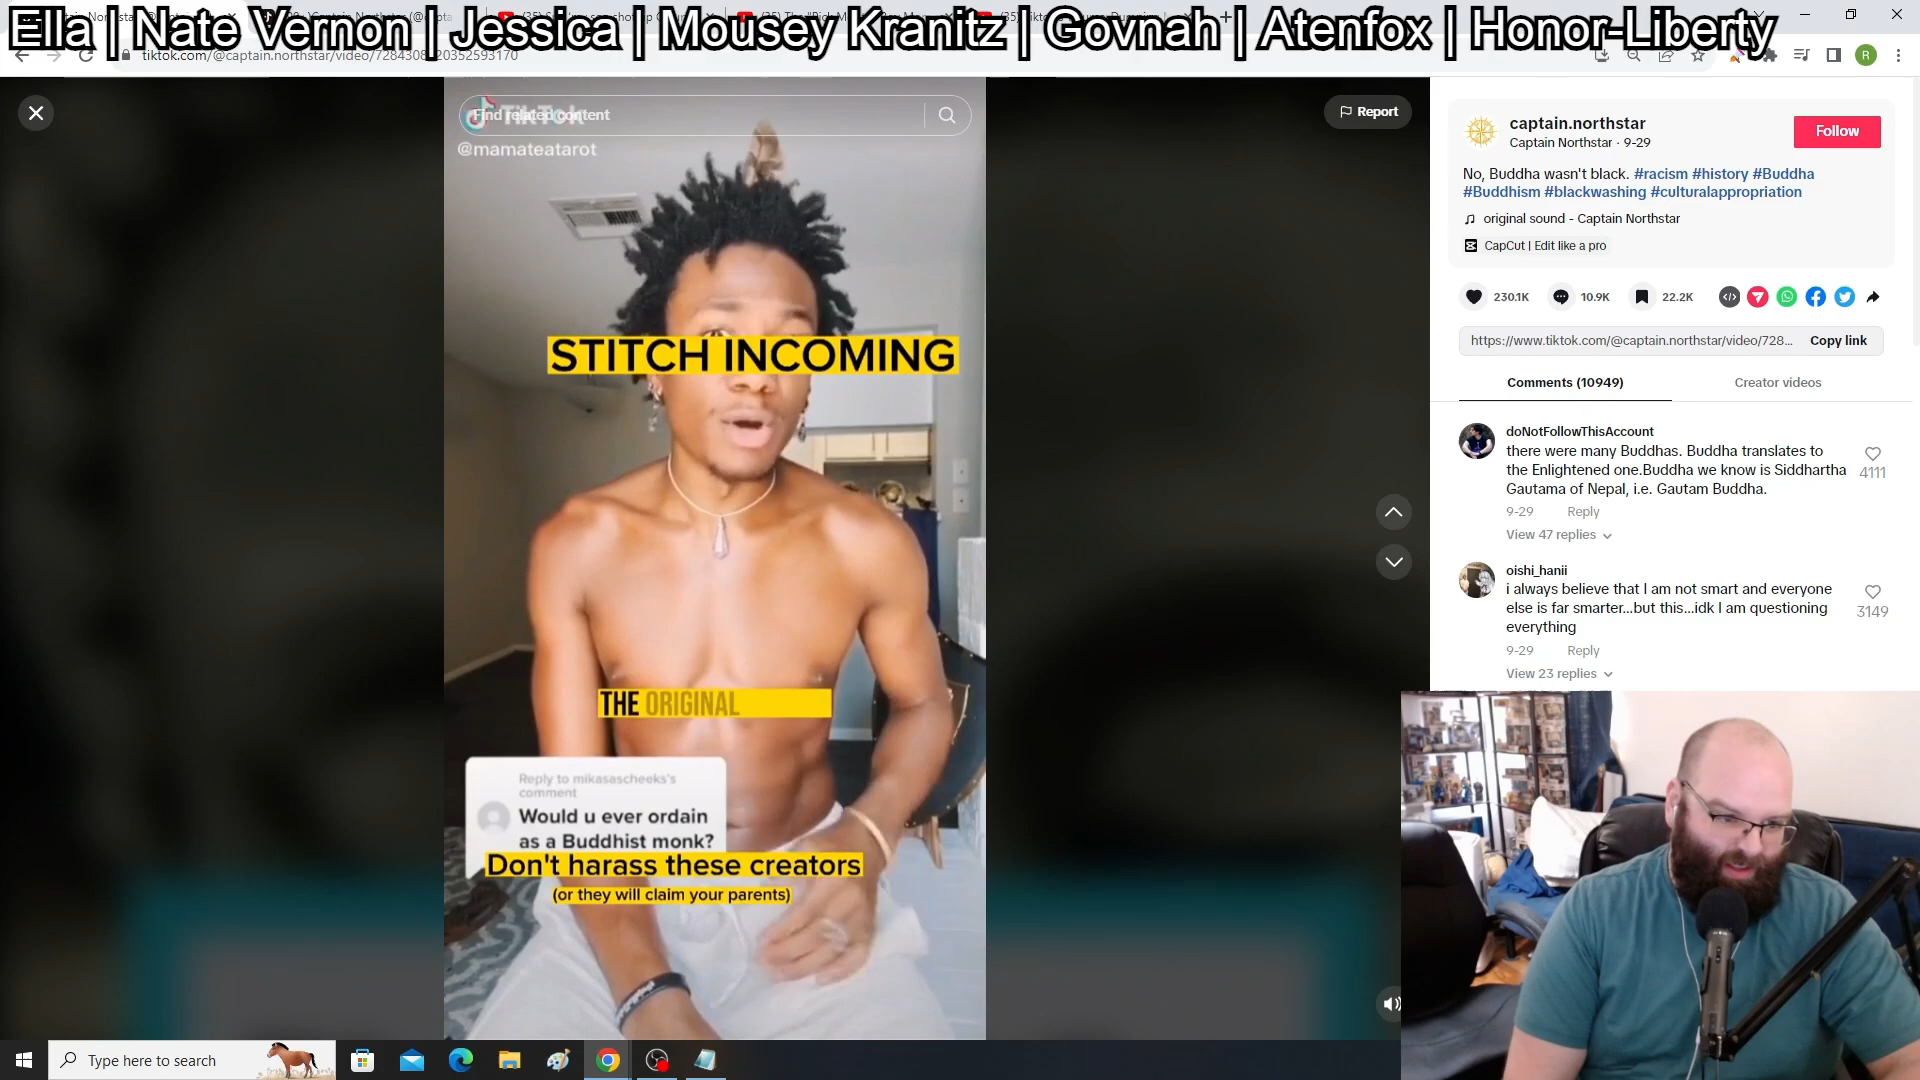 Ella | Nate Vernon | Jessica | Mousey Kranitz | Govnah | Atenfox | Honor-Liberty
Find related content
TikTok
@mamateatarot
STITCH INCOMING
THE ORIGINAL
Reply to mikasascheeks's
comment
Would u ever ordain
as a Buddhist monk?
Don't harass these creators
(or they will claim your parents)
Report
captain.northstar
Captain Northstar · 9-29
Follow
No, Buddha wasn't black. #racism #history #Buddha
#Buddhism #blackwashing #culturalappropriation
original sound - Captain Northstar
CapCut | Edit like a pro
230.1K
10.9K
22.2K
https://www.tiktok.com/@captain.northstar/video/728...
Copy link
Comments (10949)
Creator videos
doNotFollowThisAccount
there were many Buddhas. Buddha translates to
the Enlightened one.Buddha we know is Siddhartha
Gautama of Nepal, i.e. Gautam Buddha.
4111
9-29
Reply
View 47 replies
oishi_hanii
i always believe that I am not smart and everyone
else is far smarter...but this...idk I am questioning
everything
3149
9-29
Reply
View 23 replies
Type here to search